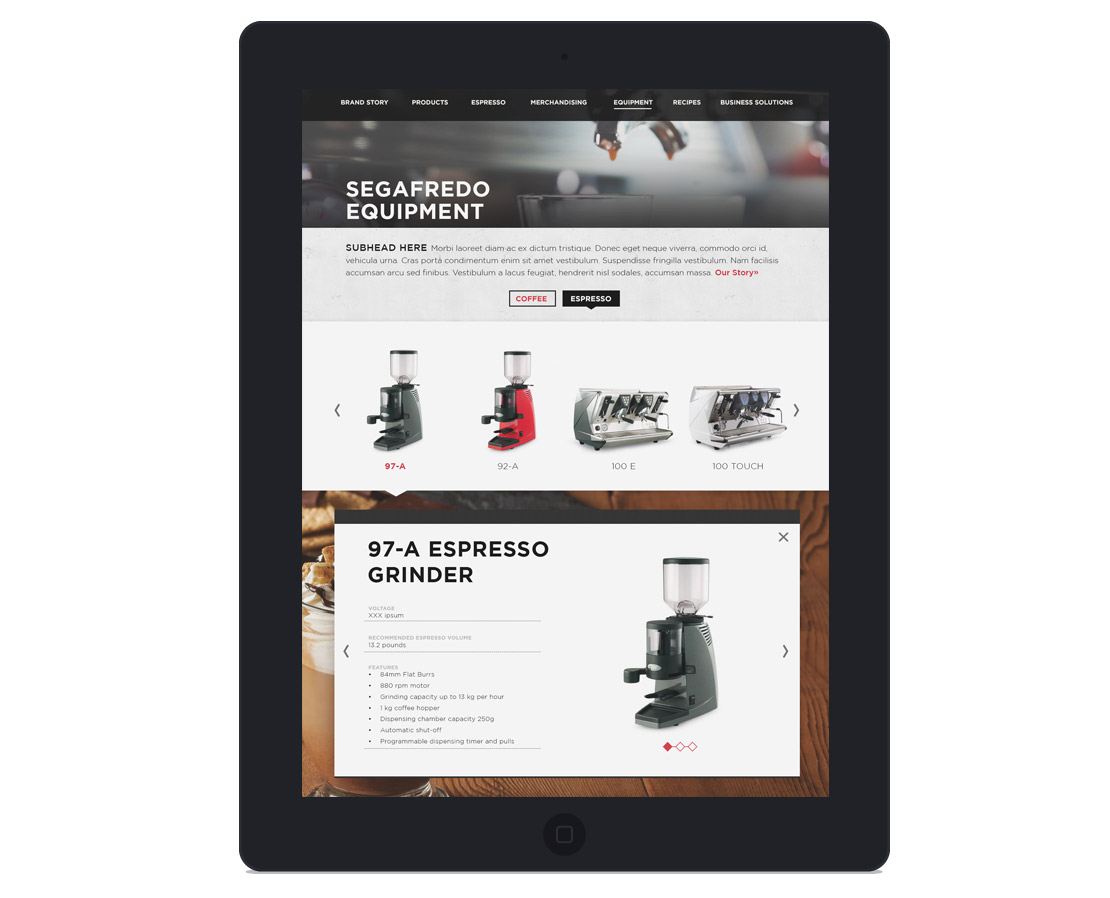 BRAND STORY PRODUCTS ESPRESSO MERCHANDISING EQUIPMENT RECIPES BUSINESS SOLUTIONS
SEGAFREDO
EQUIPMENT
SUBHEAD HERE Morbi laoreet diam ac ex dictum tristique. Donec eget neque viverra, commodo orci id,
vehicula urna. Cras porta condimentum enim sit amet vestibulum. Suspendisse fringilla vestibulum. Nam facilisis
accumsan arcu sed finibus. Vestibulum a lacus feugiat, hendrerit nisl sodales, accumsan massa. Our Story»
COFFEE ESPRESSO
97-A 92-A 100 E 100 TOUCH
97-A ESPRESSO
GRINDER
VOLTAGE
XXX ipsum
RECOMMENDED ESPRESSO VOLUME
13.2 pounds
FEATURES
• 84mm Flat Burrs
• 880 rpm motor
• Grinding capacity up to 13 kg per hour
• 1 kg coffee hopper
• Dispensing chamber capacity 250g
• Automatic shut-off
• Programmable dispensing timer and pulls